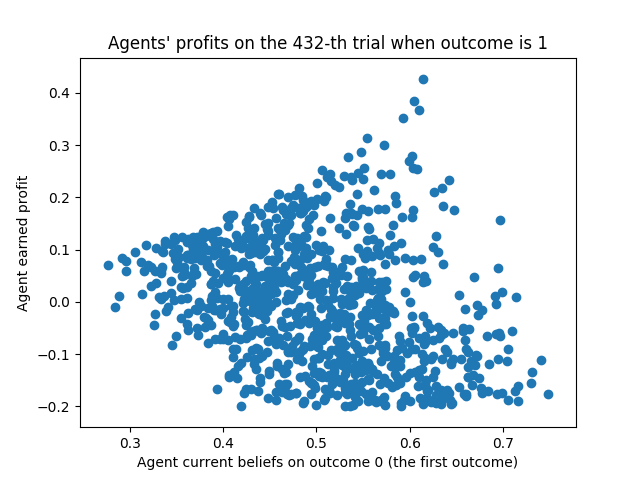 Agents' profits on the 432-th trial when outcome is 1
Agent earned profit
0.4
0.3
0.2
0.1
0.0
−0.1
−0.2
0.3 0.4 0.5 0.6 0.7
Agent current beliefs on outcome 0 (the first outcome)